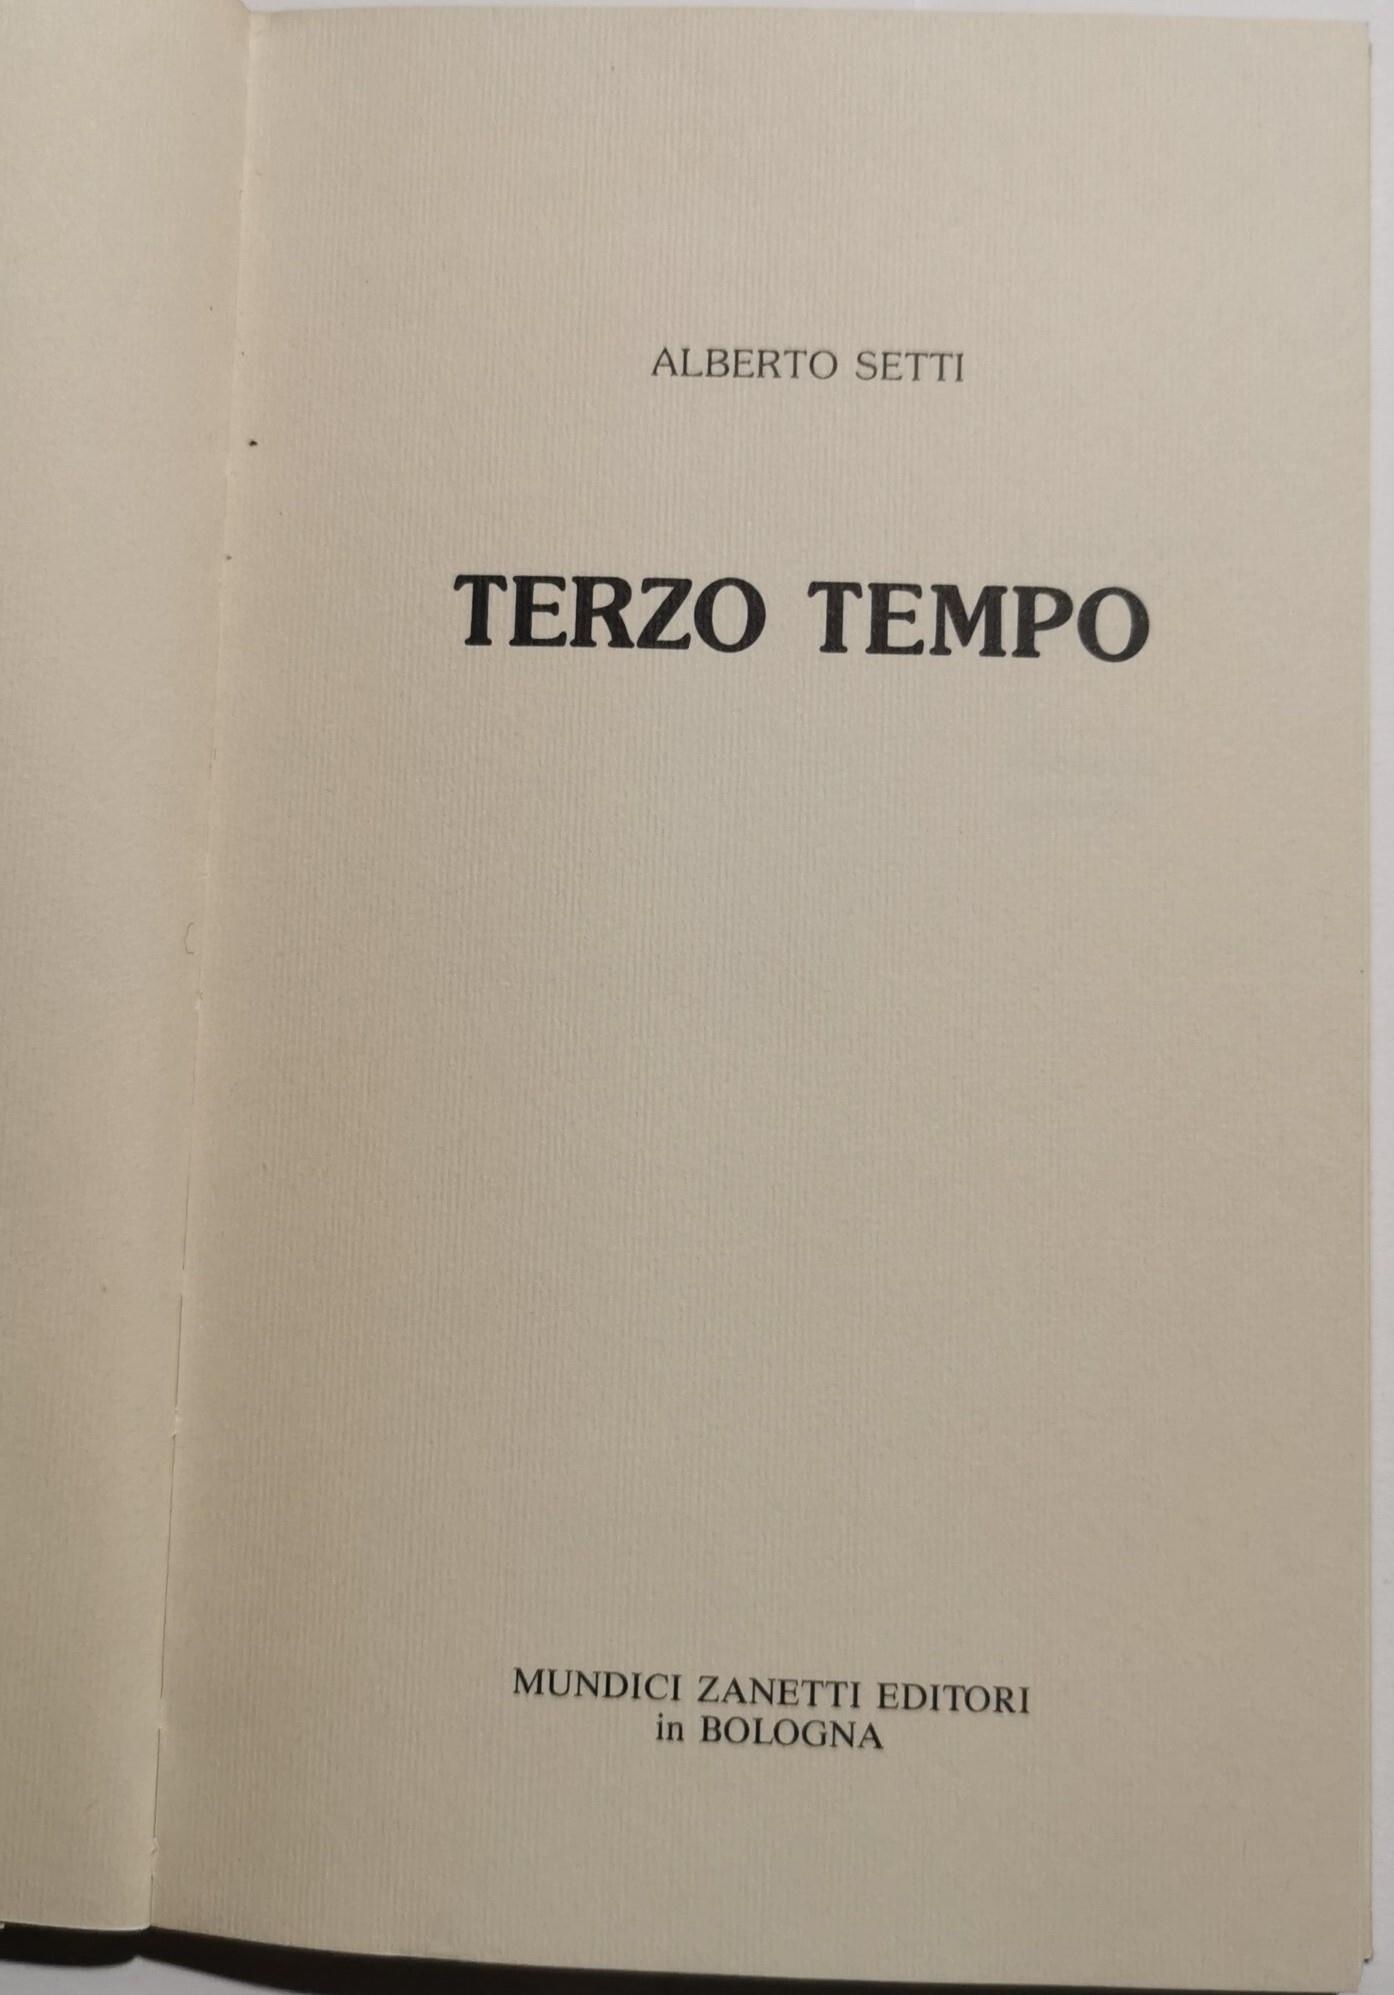 ALBERTO SETTI
TERZO TEMPO
MUNDICI ZANETTI EDITORI
in BOLOGNA